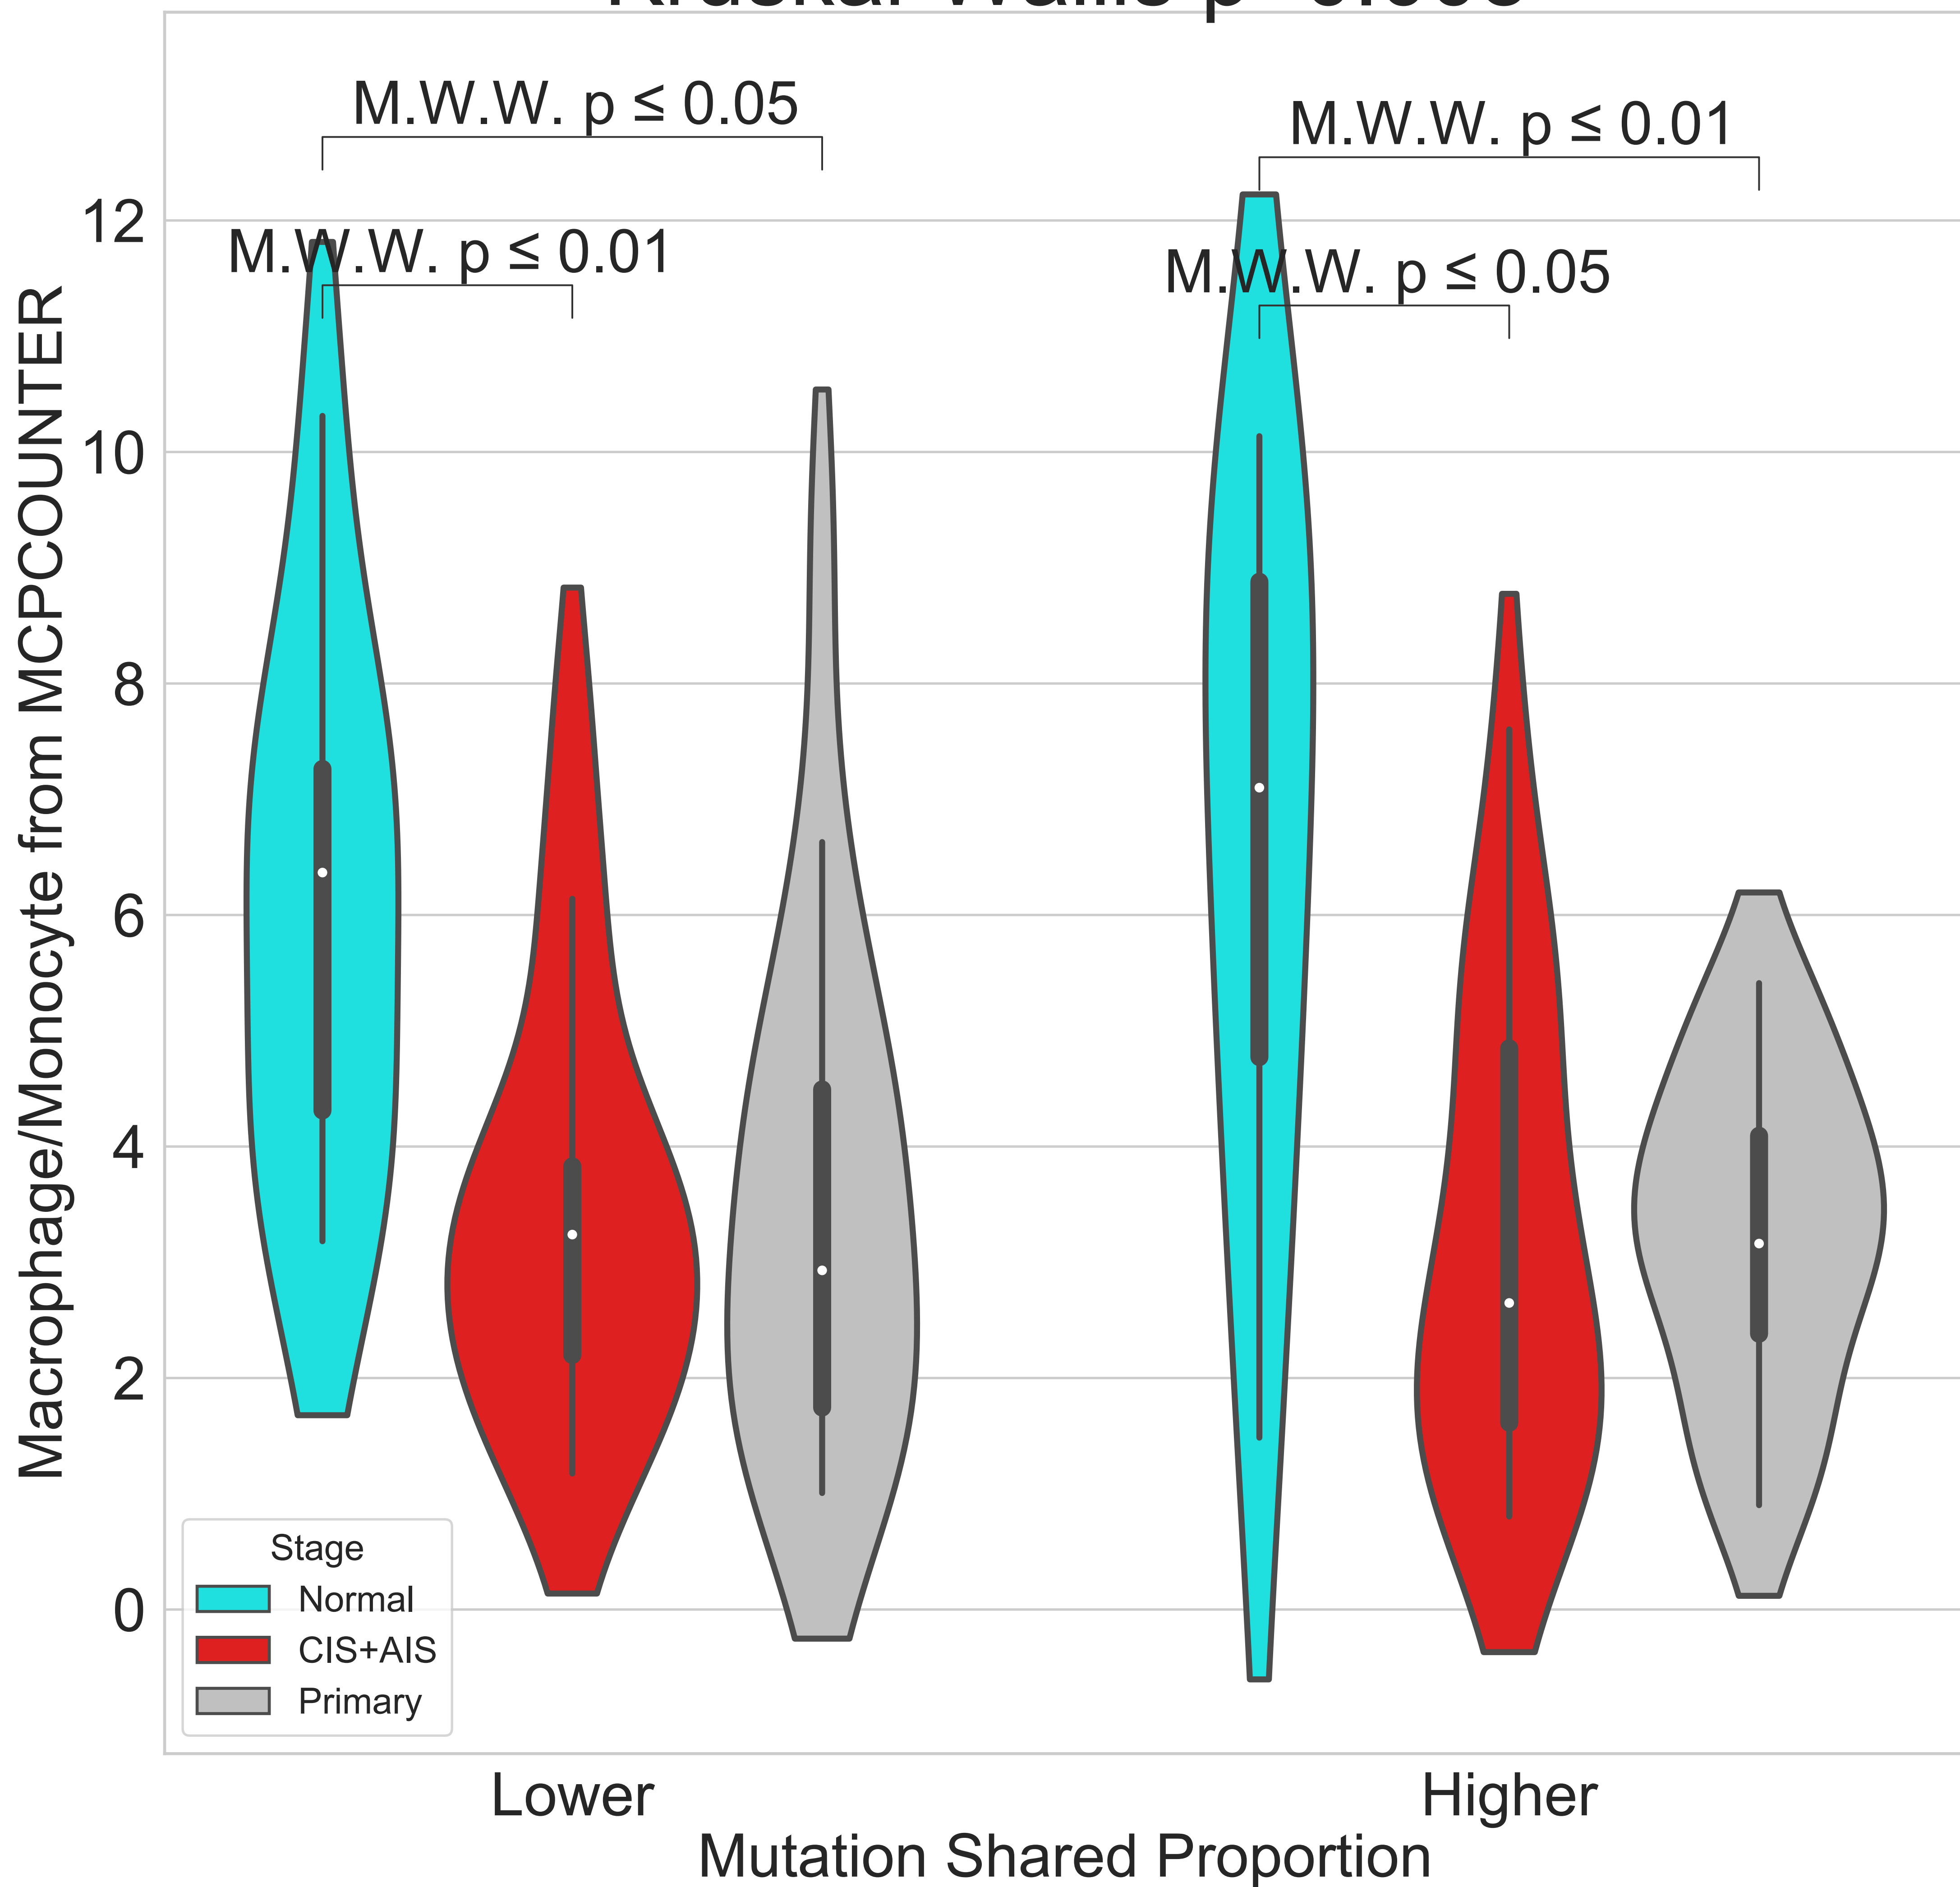 M.W.W. p ≤ 0.05
M.W.W. p ≤ 0.01
M.W.W. p ≤ 0.01
M.W.W. p ≤ 0.05
Macrophage/Monocyte from MCPCOUNTER
12
10
8
6
4
2
0
Stage
Normal
CIS+AIS
Primary
Lower
Higher
Mutation Shared Proportion